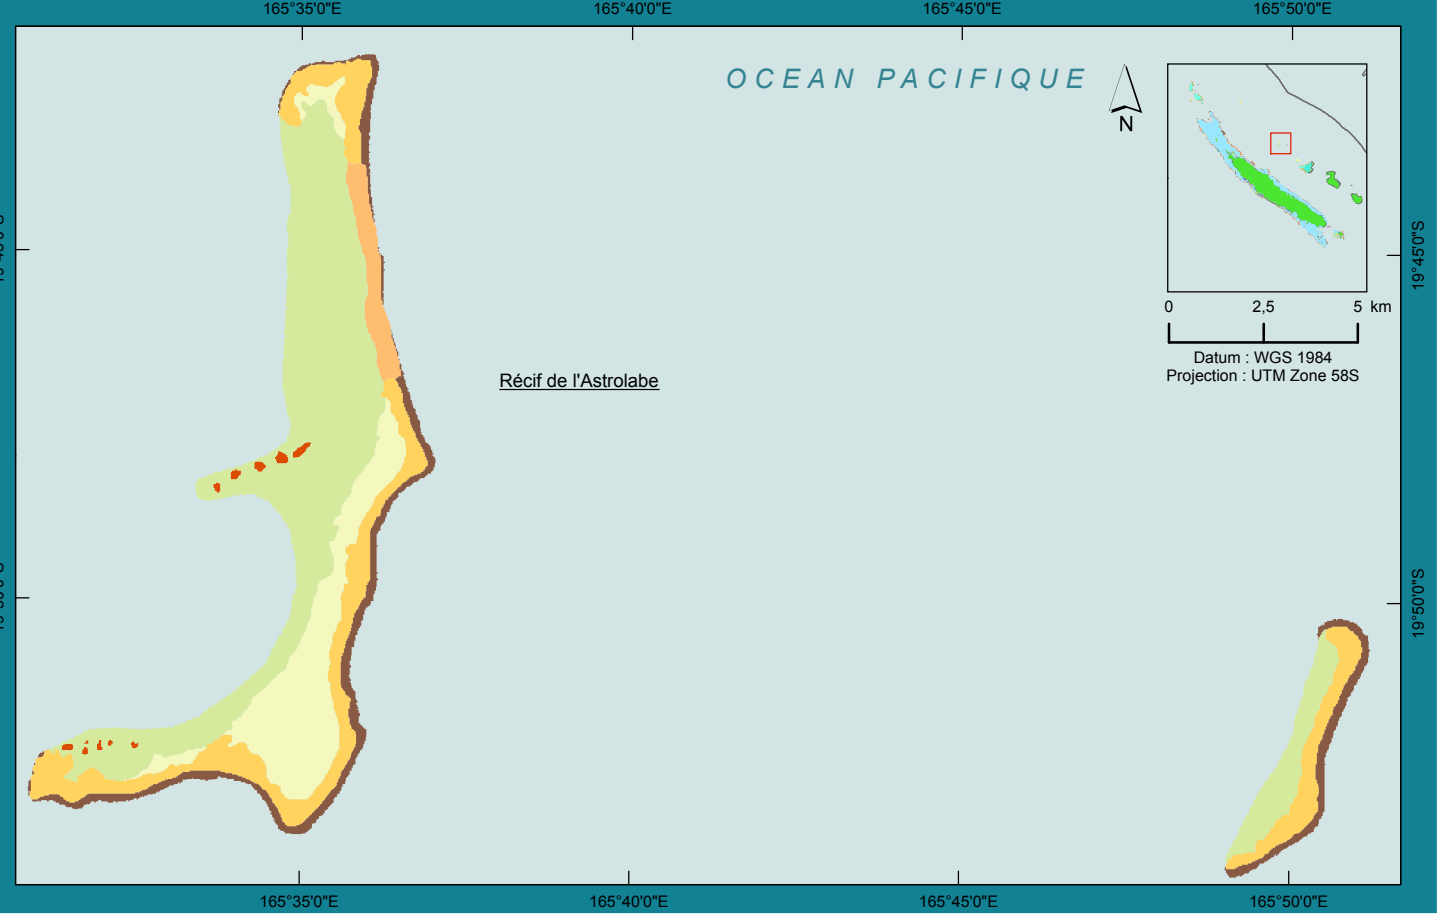 165°35'0"E 165°40'0"E 165°45'0"E 165°50'0"E
OCEAN PACIFIQUE
N
0 2,5 5 km
Datum : WGS 1984
Projection : UTM Zone 58S
Récif de l'Astrolabe
19°45'0"S
19°50'0"S
165°35'0"E 165°40'0"E 165°45'0"E 165°50'0"E